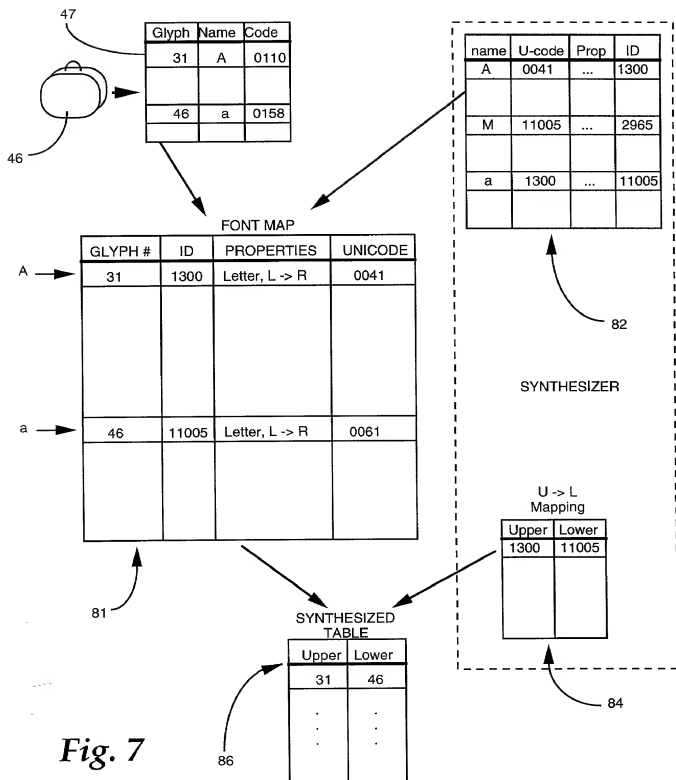 47
Glyph Name Code
31 A 0110
46 a 0158
46
name U-code Prop ID
A 0041 ... 1300
M 11005 ... 2965
a 1300 ... 11005
82
SYNTHESIZER
FONT MAP
GLYPH # ID PROPERTIES UNICODE
A 31 1300 Letter, L -> R 0041
a 46 11005 Letter, L -> R 0061
81
U -> L
Mapping
Upper Lower
1300 11005
84
SYNTHESIZED
TABLE
Upper Lower
31 46
. .
. .
. .
86
Fig. 7